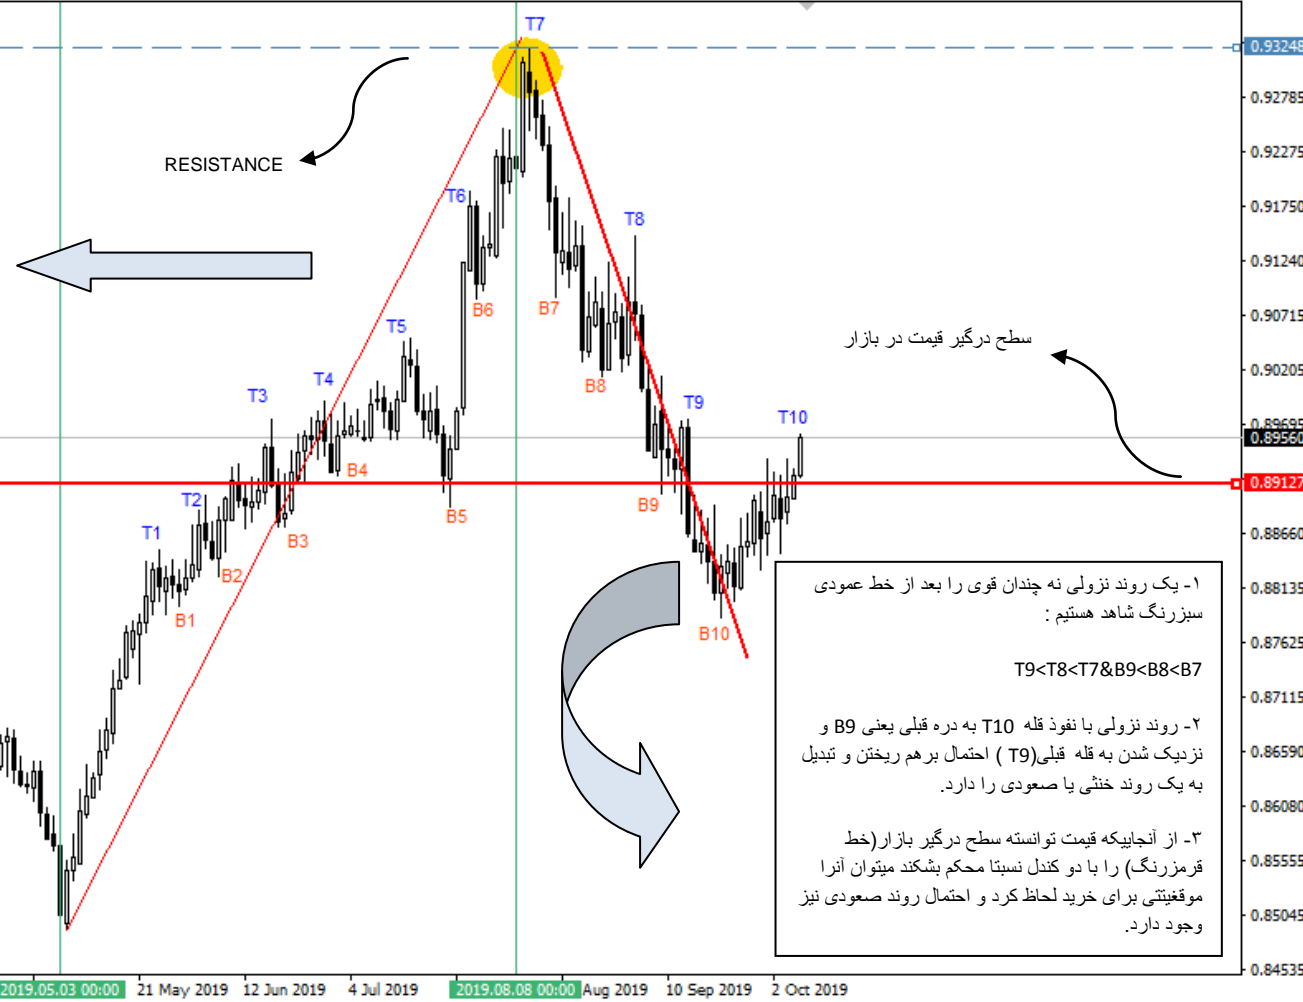 T7
0.93248
0.92785
RESISTANCE
0.92275
T6
0.91750
T8
0.91240
B6
B7
0.90715
T5
سطح درگیر قیمت در بازار
0.90205
T4
B8
T3
T9
T10
0.89695
0.89560
B4
0.89127
T2
B9
B5
T1
B3
0.88660
B2
0.88135
B1
B10
0.87625
0.87115
0.86590
0.86080
0.85555
0.85045
0.84535
۱- یک روند نزولی نه چندان قوی را بعد از خط عمودی
سبزرنگ شاهد هستیم :
T9<T8<T7&B9<B8<B7
۲- روند نزولی با نفوذ قله T10 به دره قبلی یعنی B9 و
نزدیک شدن به قله قبلی(T9 ) احتمال برهم ریختن و تبدیل
به یک روند خنثی یا صعودی را دارد.
۳- از آنجاییکه قیمت توانسته سطح درگیر بازار(خط
قرمزرنگ) را با دو کندل نسبتا محکم بشکند میتوان آنرا
موقغیتتی برای خرید لحاظ کرد و احتمال روند صعودی نیز
وجود دارد.
2019.05.03 00:00 21 May 2019 12 Jun 2019 4 Jul 2019 2019.08.08 00:00 Aug 2019 10 Sep 2019 2 Oct 2019